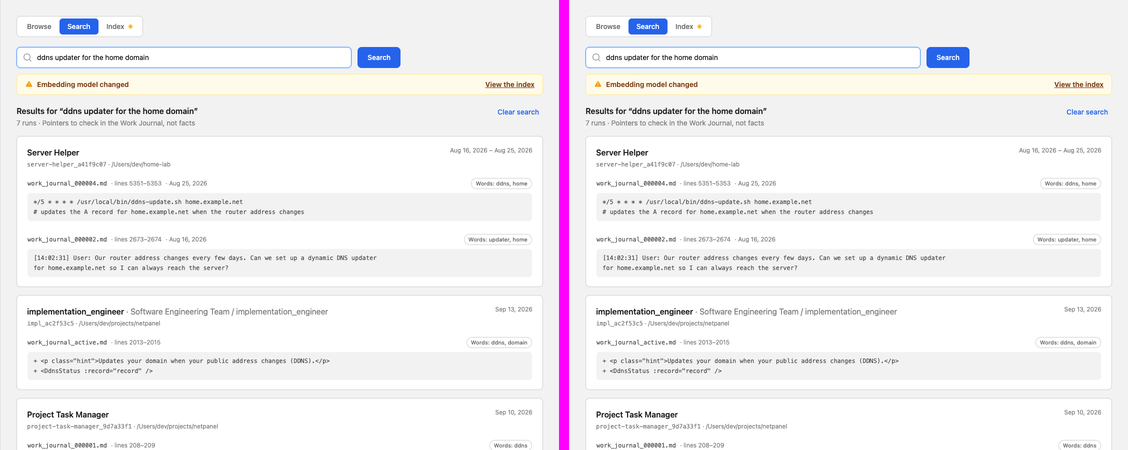 Browse Search Index
ddns updater for the home domain Search
Embedding model changed View the index
Results for “ddns updater for the home domain” Clear search
7 runs · Pointers to check in the Work Journal, not facts
Server Helper Aug 16, 2026 – Aug 25, 2026
server-helper_a41f9c07 · /Users/dev/home-lab
work_journal_000004.md · lines 5351–5353 · Aug 25, 2026 Words: ddns, home
*/5 * * * * /usr/local/bin/ddns-update.sh home.example.net
# updates the A record for home.example.net when the router address changes
work_journal_000002.md · lines 2673–2674 · Aug 16, 2026 Words: updater, home
[14:02:31] User: Our router address changes every few days. Can we set up a dynamic DNS updater
for home.example.net so I can always reach the server?
implementation_engineer · Software Engineering Team / implementation_engineer Sep 13, 2026
impl_ac2f53c5 · /Users/dev/projects/netpanel
work_journal_active.md · lines 2013–2015 Words: ddns, domain
+ <p class="hint">Updates your domain when your public address changes (DDNS).</p>
+ <DdnsStatus :record="record" />
Project Task Manager Sep 10, 2026
project-task-manager_9d7a33f1 · /Users/dev/projects/netpanel
work_journal_000001.md · lines 208–209 Words: ddns
Browse Search Index
ddns updater for the home domain Search
Embedding model changed View the index
Results for “ddns updater for the home domain” Clear search
7 runs · Pointers to check in the Work Journal, not facts
Server Helper Aug 16, 2026 – Aug 25, 2026
server-helper_a41f9c07 · /Users/dev/home-lab
work_journal_000004.md · lines 5351–5353 · Aug 25, 2026 Words: ddns, home
*/5 * * * * /usr/local/bin/ddns-update.sh home.example.net
# updates the A record for home.example.net when the router address changes
work_journal_000002.md · lines 2673–2674 · Aug 16, 2026 Words: updater, home
[14:02:31] User: Our router address changes every few days. Can we set up a dynamic DNS updater
for home.example.net so I can always reach the server?
implementation_engineer · Software Engineering Team / implementation_engineer Sep 13, 2026
impl_ac2f53c5 · /Users/dev/projects/netpanel
work_journal_active.md · lines 2013–2015 Words: ddns, domain
+ <p class="hint">Updates your domain when your public address changes (DDNS).</p>
+ <DdnsStatus :record="record" />
Project Task Manager Sep 10, 2026
project-task-manager_9d7a33f1 · /Users/dev/projects/netpanel
work_journal_000001.md · lines 208–209 Words: ddns